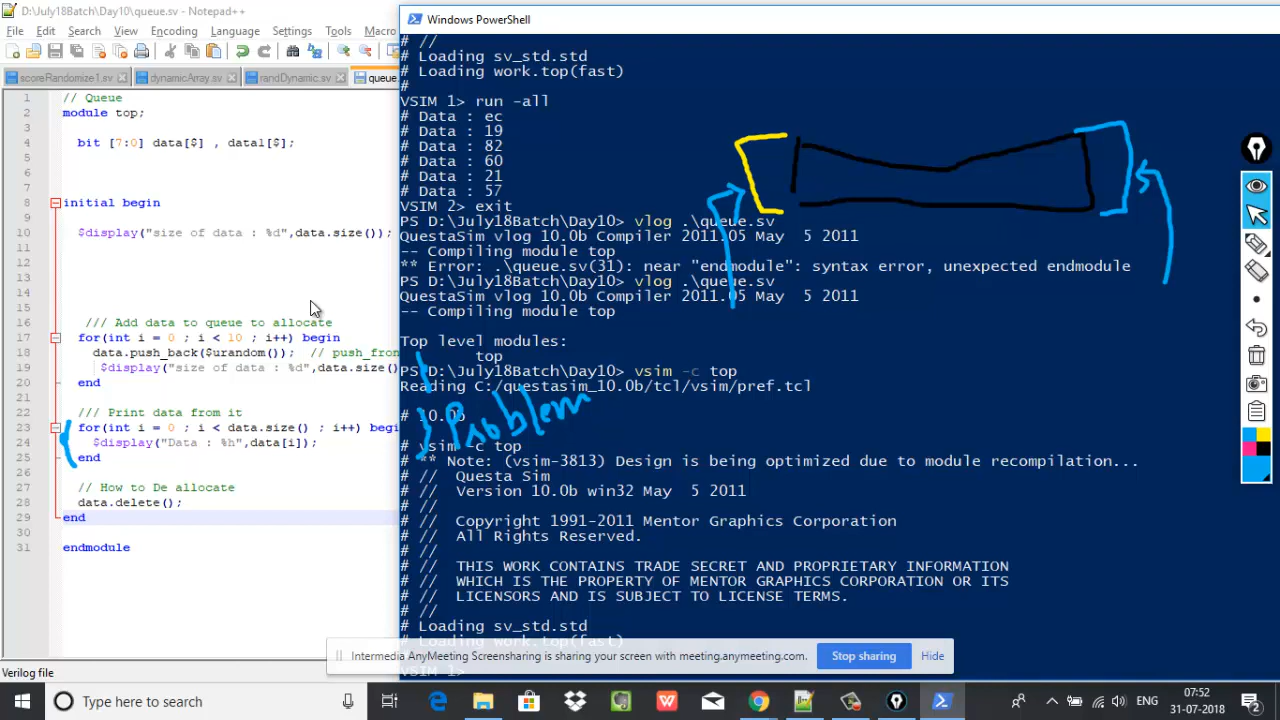 D:\July18Batch\Day10\queue.sv - Notepad++
File Edit Search View Encoding Language Settings Tools Macro
scoreRandomize1.sv dynamicArray.sv randDynamic.sv queue
1 // Queue
2 module top;
3
4 bit [7:0] data[$] , data1[$];
5
6
7
8 initial begin
9
10 $display("size of data : %d",data.size());
11
12
13
14
15
16 /// Add data to queue to allocate
17 for(int i = 0 ; i < 10 ; i++) begin
18 data.push_back($urandom()); // push_fron
19 $display("size of data : %d",data.size()
20 end
21
22 /// Print data from it
23 for(int i = 0 ; i < data.size() ; i++) begi
24 $display("Data : %h",data[i]);
25 end
26
27 // How to De allocate
28 data.delete();
29 end
30
31 endmodule
Verilog file
Windows PowerShell
# //
# Loading sv_std.std
# Loading work.top(fast)
#
VSIM 1> run -all
# Data : ec
# Data : 19
# Data : 82
# Data : 60
# Data : 21
# Data : 57
VSIM 2> exit
PS D:\July18Batch\Day10> vlog .\queue.sv
QuestaSim vlog 10.0b Compiler 2011.05 May 5 2011
-- Compiling module top
** Error: .\queue.sv(31): near "endmodule": syntax error, unexpected endmodule
PS D:\July18Batch\Day10> vlog .\queue.sv
QuestaSim vlog 10.0b Compiler 2011.05 May 5 2011
-- Compiling module top
Top level modules:
top
PS D:\July18Batch\Day10> vsim -c top
Reading C:/questasim_10.0b/tcl/vsim/pref.tcl
# 10.0b
Problem
# vsim -c top
# ** Note: (vsim-3813) Design is being optimized due to module recompilation...
# // Questa Sim
# // Version 10.0b win32 May 5 2011
# //
# // Copyright 1991-2011 Mentor Graphics Corporation
# // All Rights Reserved.
# //
# // THIS WORK CONTAINS TRADE SECRET AND PROPRIETARY INFORMATION
# // WHICH IS THE PROPERTY OF MENTOR GRAPHICS CORPORATION OR ITS
# // LICENSORS AND IS SUBJECT TO LICENSE TERMS.
# //
# Loading sv_std.std
# Loading work.top(fast)
VSIM 1>
Intermedia AnyMeeting Screensharing is sharing your screen with meeting.anymeeting.com. Stop sharing Hide
Type here to search
ENG
07:52
31-07-2018
2